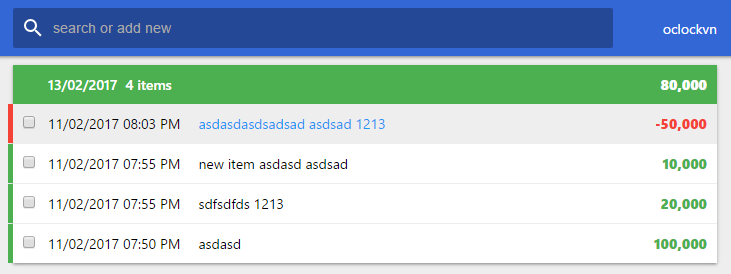 search or add new
oclockvn
13/02/2017 4 items 80,000
11/02/2017 08:03 PM asdasdasdsadsad asdsad 1213 -50,000
11/02/2017 07:55 PM new item asdasd asdsad 10,000
11/02/2017 07:55 PM sdfsdfds 1213 20,000
11/02/2017 07:50 PM asdasd 100,000